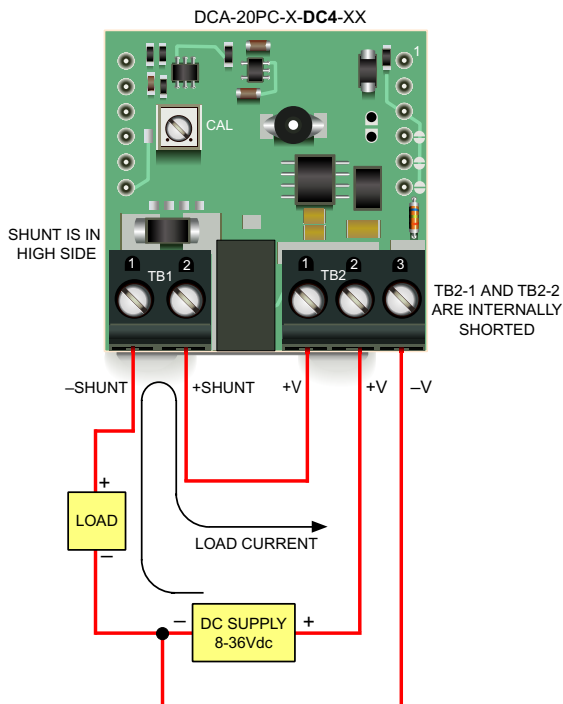 DCA-20PC-X-DC4-XX
1
CAL
SHUNT IS IN
HIGH SIDE
1 2
TB1
1 2 3
TB2
TB2-1 AND TB2-2
ARE INTERNALLY
SHORTED
–SHUNT +SHUNT +V +V –V
+
LOAD
–
LOAD CURRENT
– DC SUPPLY +
8-36Vdc